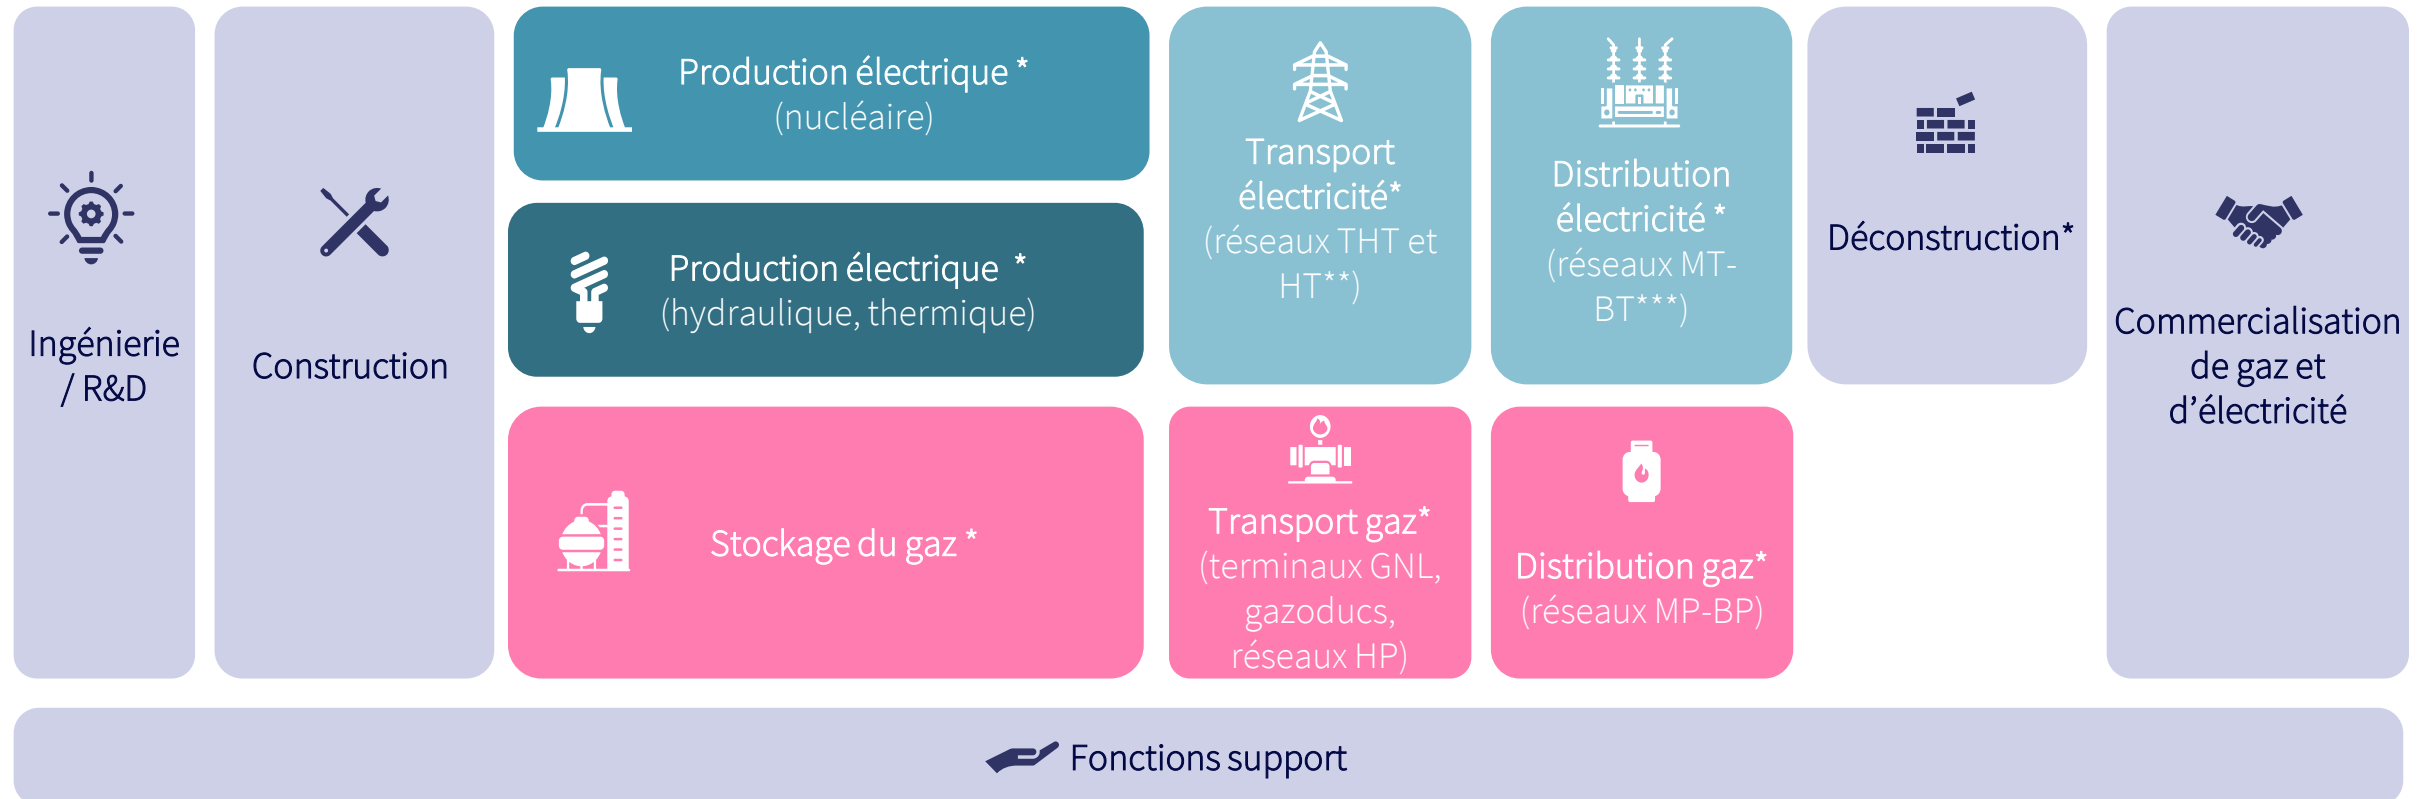 Ingénierie
/ R&D
Construction
Production électrique *
(nucléaire)
Production électrique *
(hydraulique, thermique)
Stockage du gaz *
Transport
électricité*
(réseaux THT et
HT**)
Distribution
électricité *
(réseaux MT-
BT***)
Transport gaz*
(terminaux GNL,
gazoducs,
réseaux HP)
Distribution gaz*
(réseaux MP-BP)
Déconstruction*
Commercialisation
de gaz et
d’électricité
Fonctions support